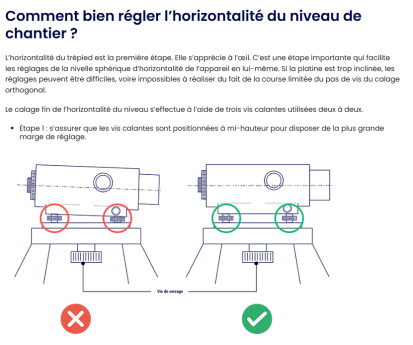 Comment bien régler l'horizontalité du niveau de
chantier ?
L'horizontalité du trépied est la première étape. Elle s'apprécie à l'œil. C'est une étape importante qui facilite
les réglages de la nivelle sphérique d'horizontalité de l'appareil en lui-même. Si la platine est trop inclinée, les
réglages peuvent être difficiles, voire impossibles à réaliser du fait de la course limitée du pas de vis du calage
orthogonal.
Le calage fin de l'horizontalité du niveau s'effectue à l'aide de trois vis calantes utilisées deux à deux.
• Étape 1 : s'assurer que les vis calantes sont positionnées à mi-hauteur pour disposer de la plus grande
marge de réglage.
Vis de serrage